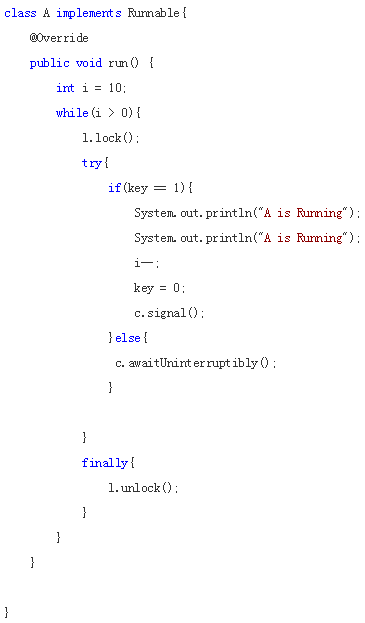 class A implements Runnable{
@Override
public void run() {
int i = 10;
while(i > 0){
l.lock();
try{
if(key == 1){
System.out.println("A is Running");
System.out.println("A is Running");
i--;
key = 0;
c.signal();
}else{
c.awaitUninterruptibly();
}
}
finally{
l.unlock();
}
}
}
}